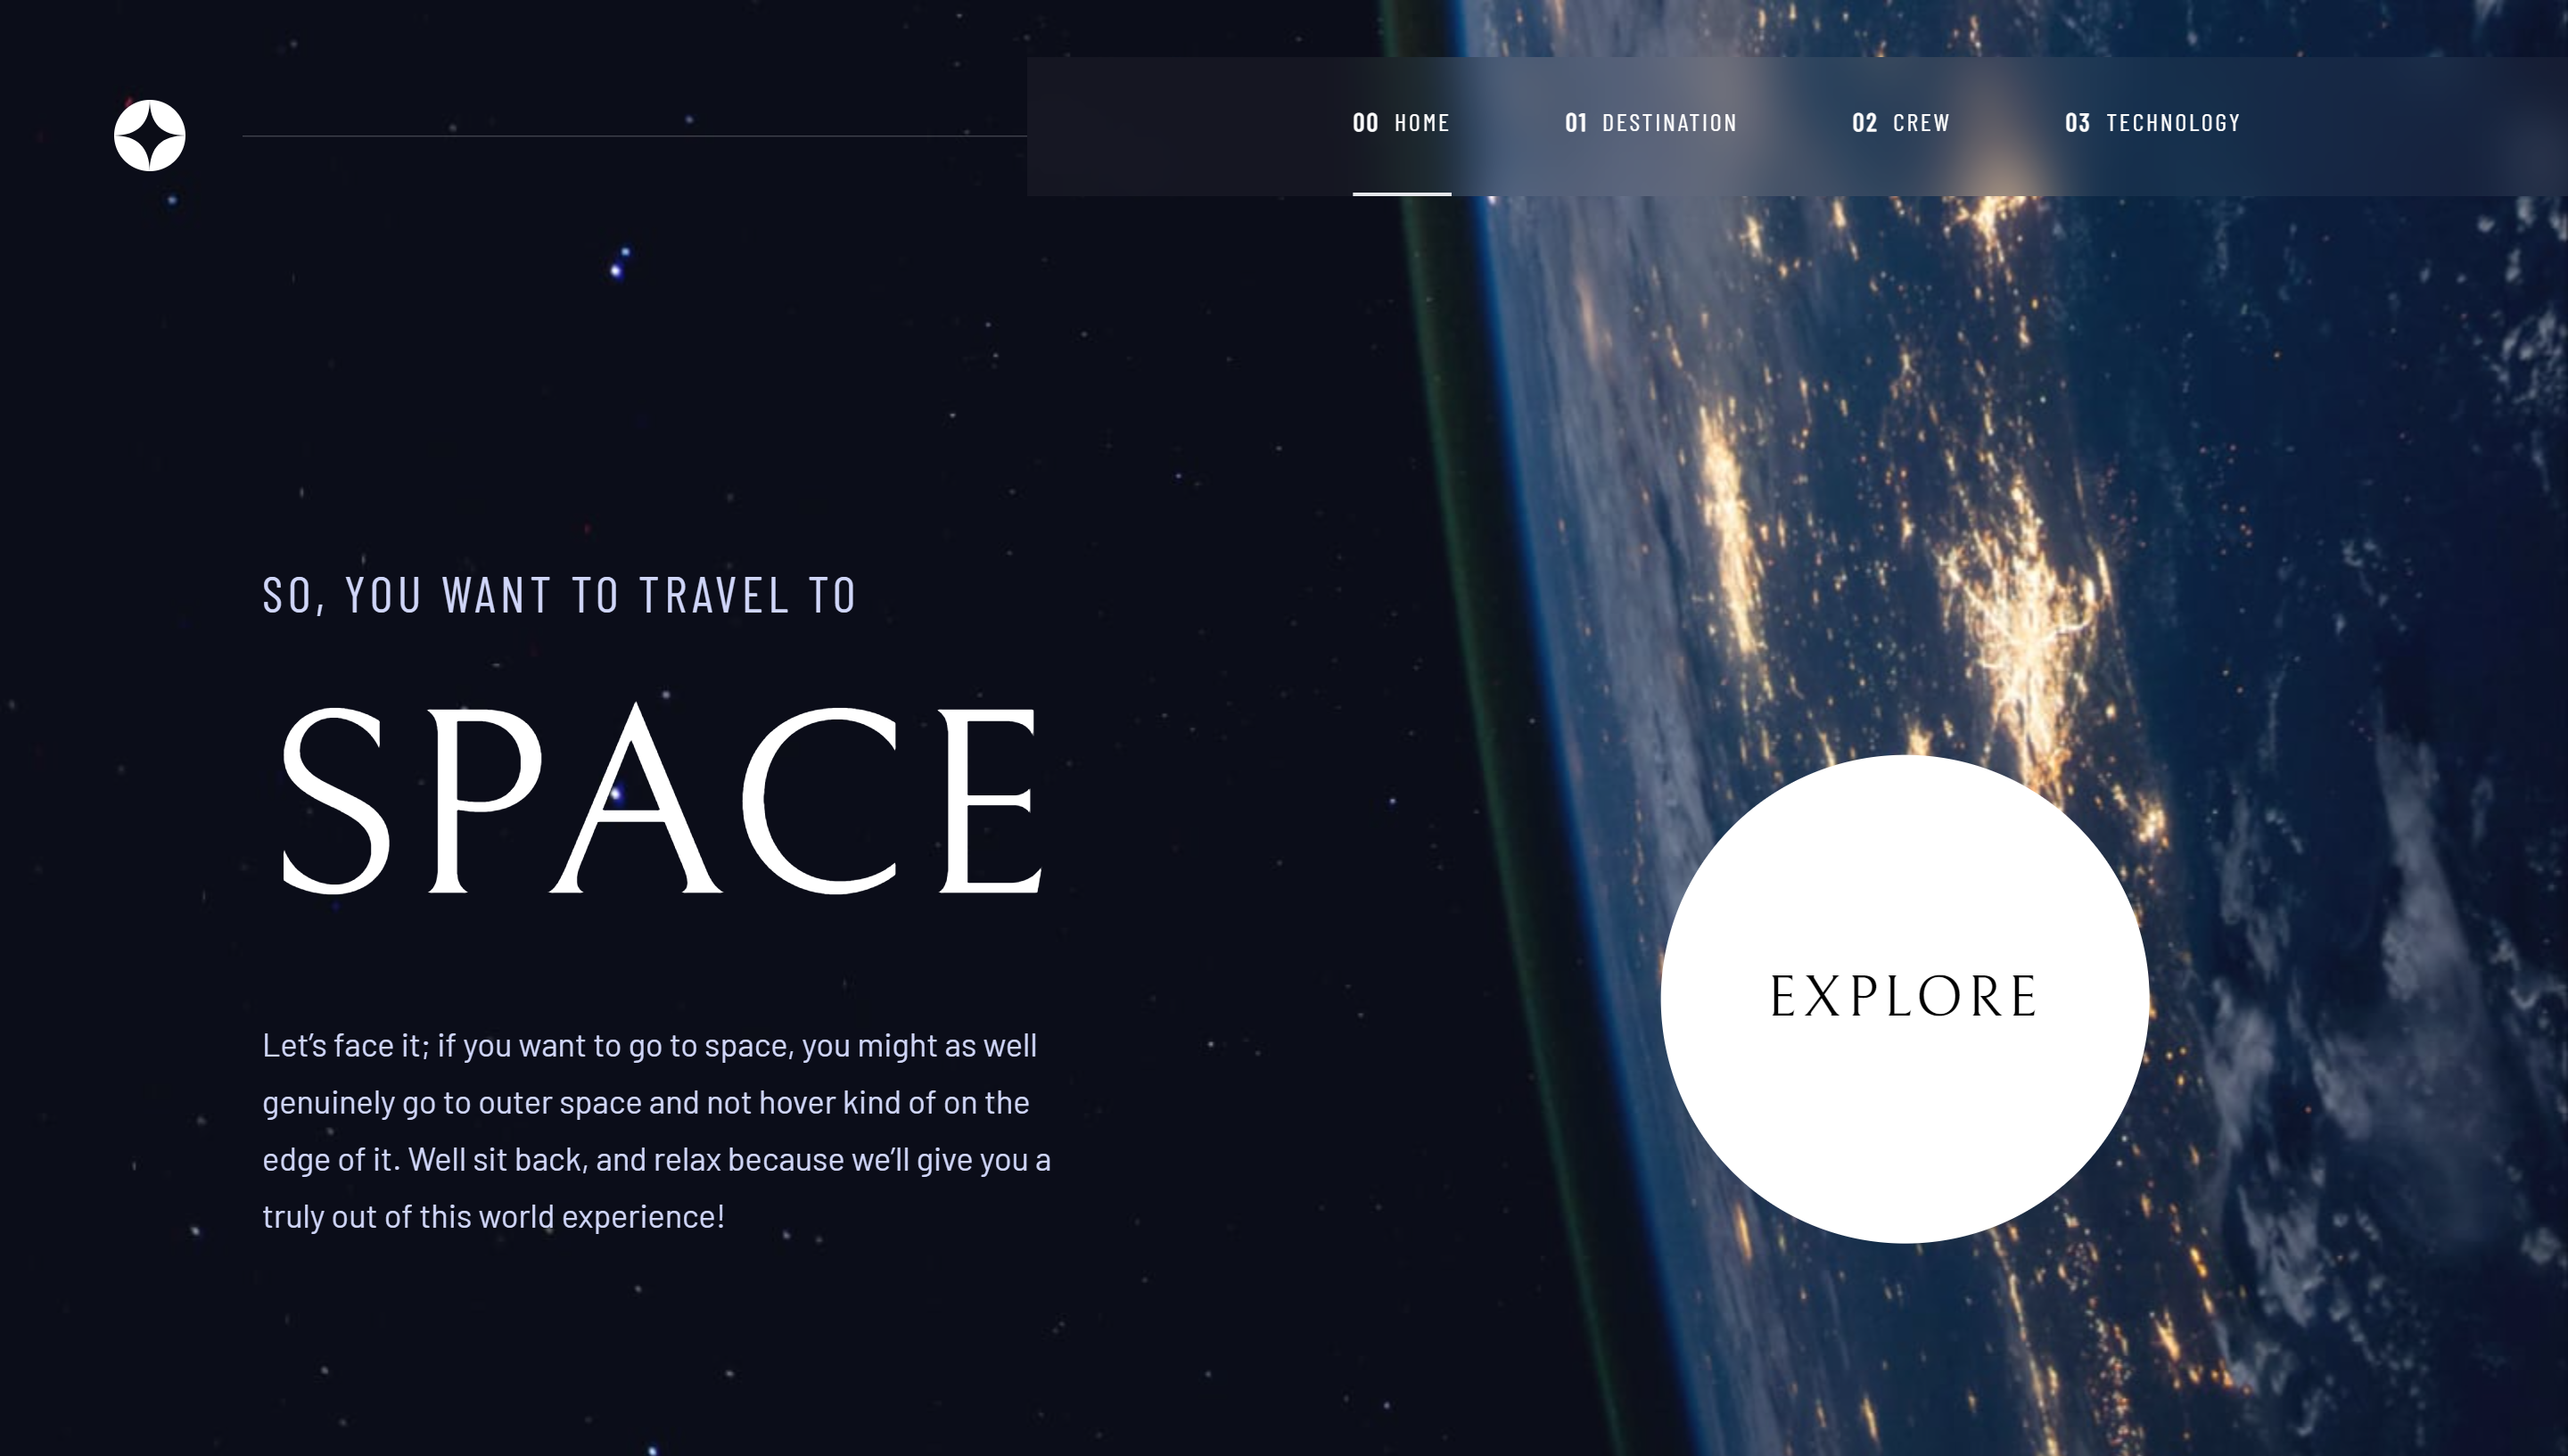 00 HOME 01 DESTINATION 02 CREW 03 TECHNOLOGY
SO, YOU WANT TO TRAVEL TO
SPACE
Let’s face it; if you want to go to space, you might as well
genuinely go to outer space and not hover kind of on the
edge of it. Well sit back, and relax because we’ll give you a
truly out of this world experience!
EXPLORE